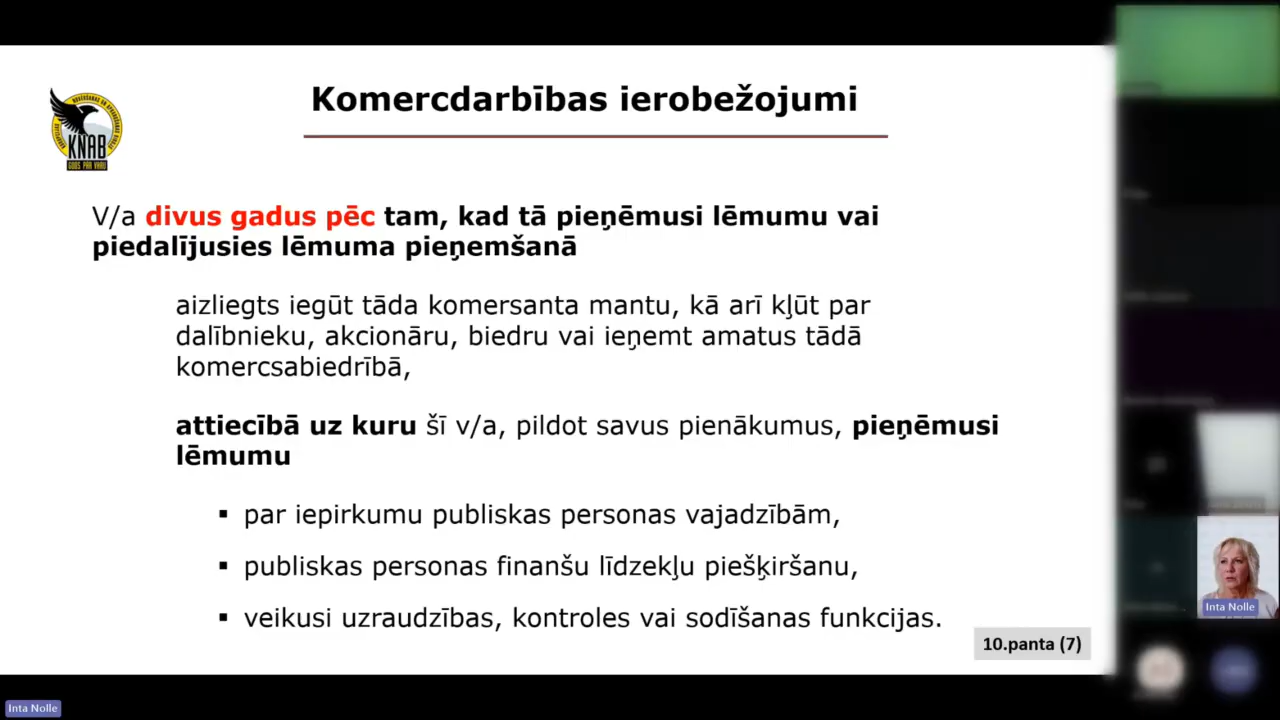 Komercdarbības ierobežojumi
KNAB
V/a divus gadus pēc tam, kad tā pieņēmusi lēmumu vai
piedalījusies lēmuma pieņemšanā
aizliegts iegūt tāda komersanta mantu, kā arī kļūt par
dalībnieku, akcionāru, biedru vai ieņemt amatus tādā
komercsabiedrībā,
attiecībā uz kuru šī v/a, pildot savus pienākumus, pieņēmusi
lēmumu
▪ par iepirkumu publiskas personas vajadzībām,
▪ publiskas personas finanšu līdzekļu piešķiršanu,
▪ veikusi uzraudzības, kontroles vai sodīšanas funkcijas.
10.panta (7)
Inta Nolle
Inta Nolle